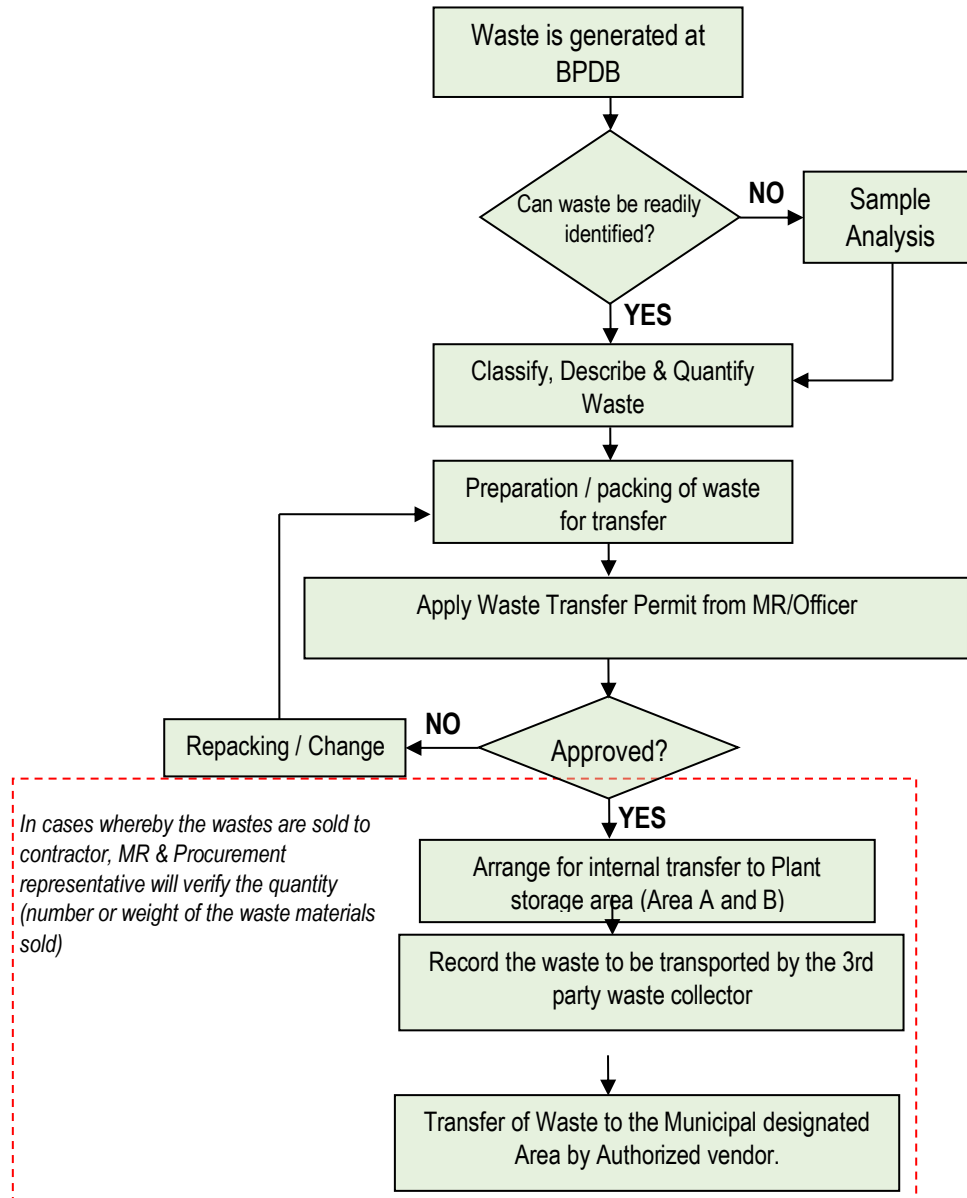 Waste is generated at
BPDB
Can waste be readily
identified?
NO
Sample
Analysis
YES
Classify, Describe & Quantify
Waste
Preparation / packing of waste
for transfer
Apply Waste Transfer Permit from MR/Officer
Approved?
NO
Repacking / Change
YES
In cases whereby the wastes are sold to
contractor, MR & Procurement
representative will verify the quantity
(number or weight of the waste materials
sold)
Arrange for internal transfer to Plant
storage area (Area A and B)
Record the waste to be transported by the 3rd
party waste collector
Transfer of Waste to the Municipal designated
Area by Authorized vendor.